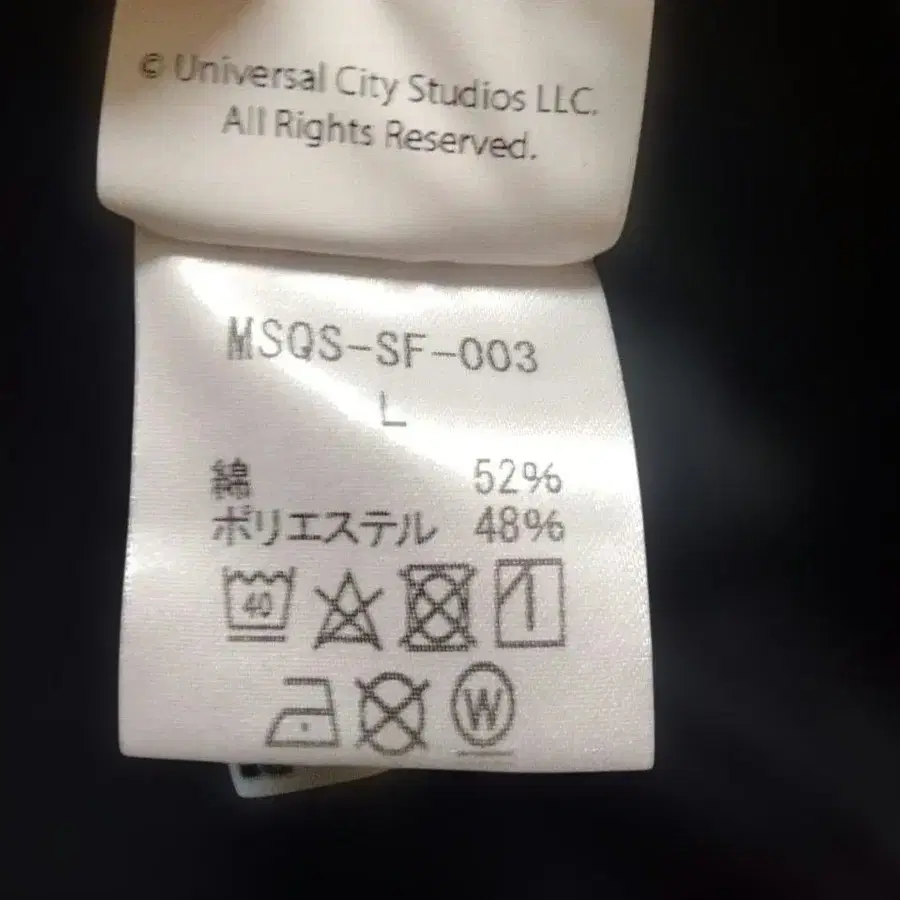 © Universal City Studios LLC.
All Rights Reserved.
MSQS-SF-003
L
綿 52%
ポリエステル 48%
40
W